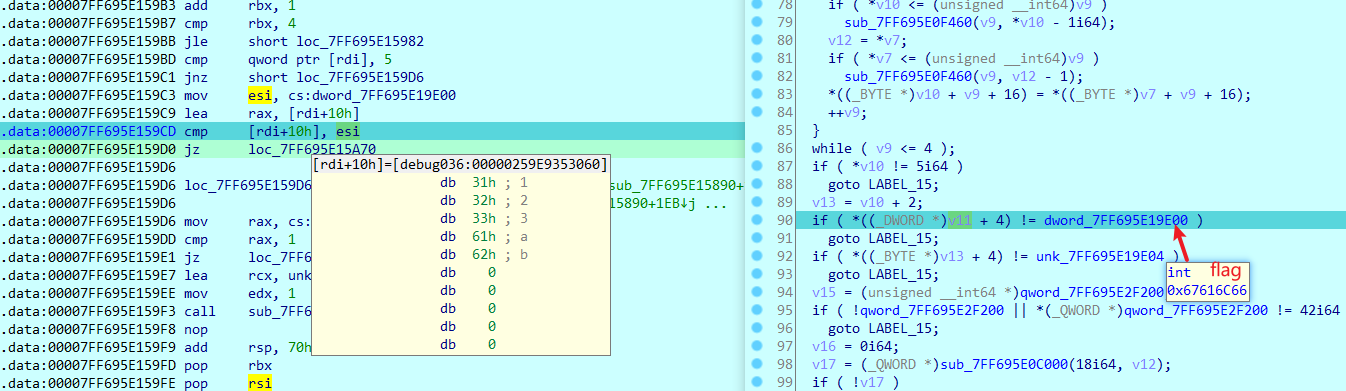 .data:00007FF695E159B3 add rbx, 1
.data:00007FF695E159B7 cmp rbx, 4
.data:00007FF695E159BB jle short loc_7FF695E15982
.data:00007FF695E159BD cmp qword ptr [rdi], 5
.data:00007FF695E159C1 jnz short loc_7FF695E159D6
.data:00007FF695E159C3 mov esi, cs:dword_7FF695E19E00
.data:00007FF695E159C9 lea rax, [rdi+10h]
.data:00007FF695E159CD cmp [rdi+10h], esi
.data:00007FF695E159D0 jz loc_7FF695E15A70
.data:00007FF695E159D6
.data:00007FF695E159D6 loc_7FF695E159D6 sub_7FF695E15890+
.data:00007FF695E159D6 15890+1EB↓j ...
.data:00007FF695E159D6 mov rax, cs:
.data:00007FF695E159DD cmp rax, 1
.data:00007FF695E159E1 jz loc_7FF6
.data:00007FF695E159E7 lea rcx, unk
.data:00007FF695E159EE mov edx, 1
.data:00007FF695E159F3 call sub_7FF6
.data:00007FF695E159F8 nop
.data:00007FF695E159F9 add rsp, 70h
.data:00007FF695E159FD pop rbx
.data:00007FF695E159FE pop rsi
[rdi+10h]=[debug036:00000259E9353060]
db 31h ; 1
db 32h ; 2
db 33h ; 3
db 61h ; a
db 62h ; b
db 0
db 0
db 0
db 0
db 0
78 if ( *v10 <= (unsigned __int64)v9 )
79 sub_7FF695E0F460(v9, *v10 - 1i64);
80 v12 = *v7;
81 if ( *v7 <= (unsigned __int64)v9 )
82 sub_7FF695E0F460(v9, v12 - 1);
83 *((_BYTE *)v10 + v9 + 16) = *((_BYTE *)v7 + v9 + 16);
84 ++v9;
85 }
86 while ( v9 <= 4 );
87 if ( *v10 != 5i64 )
88 goto LABEL_15;
89 v13 = v10 + 2;
90 if ( *((_DWORD *)v11 + 4) != dword_7FF695E19E00 )
91 goto LABEL_15;
92 if ( *((_BYTE *)v13 + 4) != unk_7FF695E19E04 )
93 goto LABEL_15;
94 v15 = (unsigned __int64 *)qword_7FF695E2F200
95 if ( !qword_7FF695E2F200 || *(_QWORD *)qword_7FF695E2F200 != 42i64
96 goto LABEL_15;
97 v16 = 0i64;
98 v17 = (_QWORD *)sub_7FF695E0C000(18i64, v12);
99 if ( !v17 )
int
0x67616C66
flag